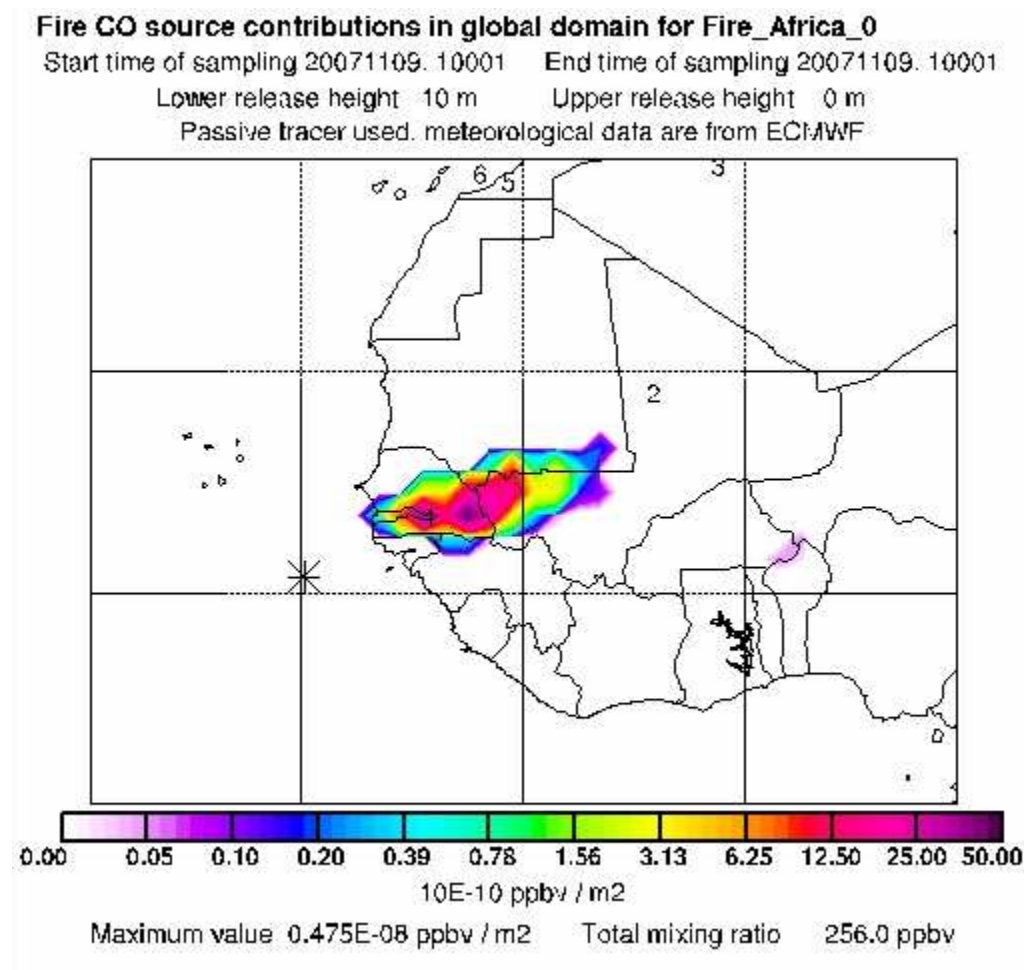 Fire CO source contributions in global domain for Fire_Africa_0
Start time of sampling 20071109. 10001 End time of sampling 20071109. 10001
Lower release height 10 m Upper release height 0 m
Passive tracer used. meteorological data are from ECMWF
6 5 3
2
0.00 0.05 0.10 0.20 0.39 0.78 1.56 3.13 6.25 12.50 25.00 50.00
10E-10 ppbv / m2
Maximum value 0.475E-08 ppbv / m2 Total mixing ratio 256.0 ppbv